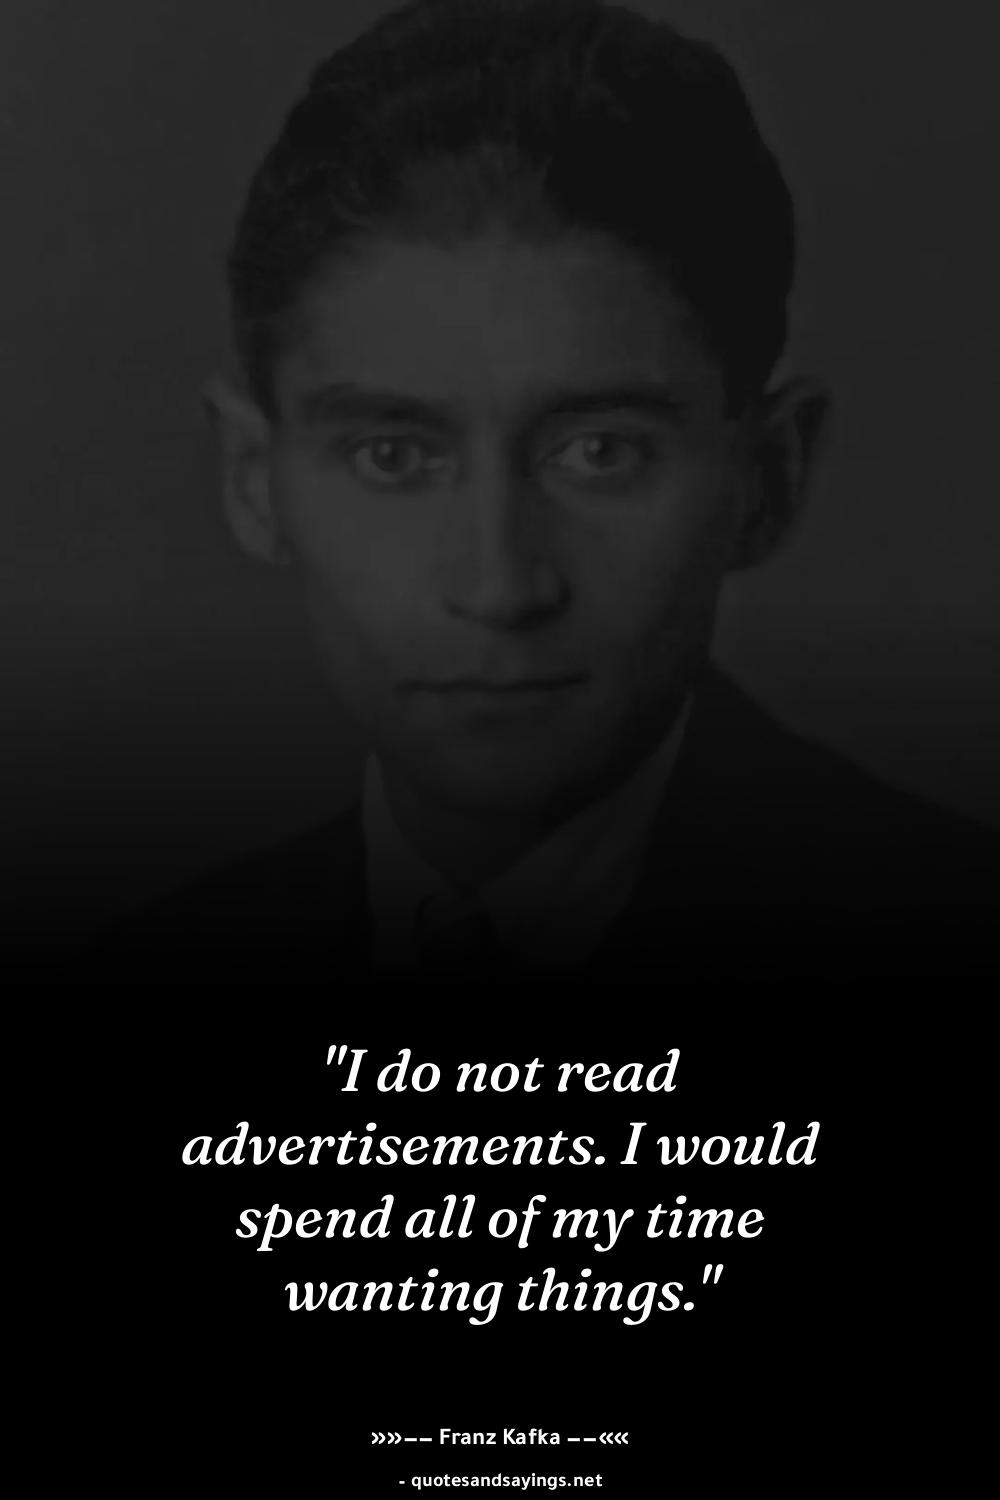 "I do not read
advertisements. I would
spend all of my time
wanting things."
»»−− Franz Kafka −−««
- quotesandsayings.net